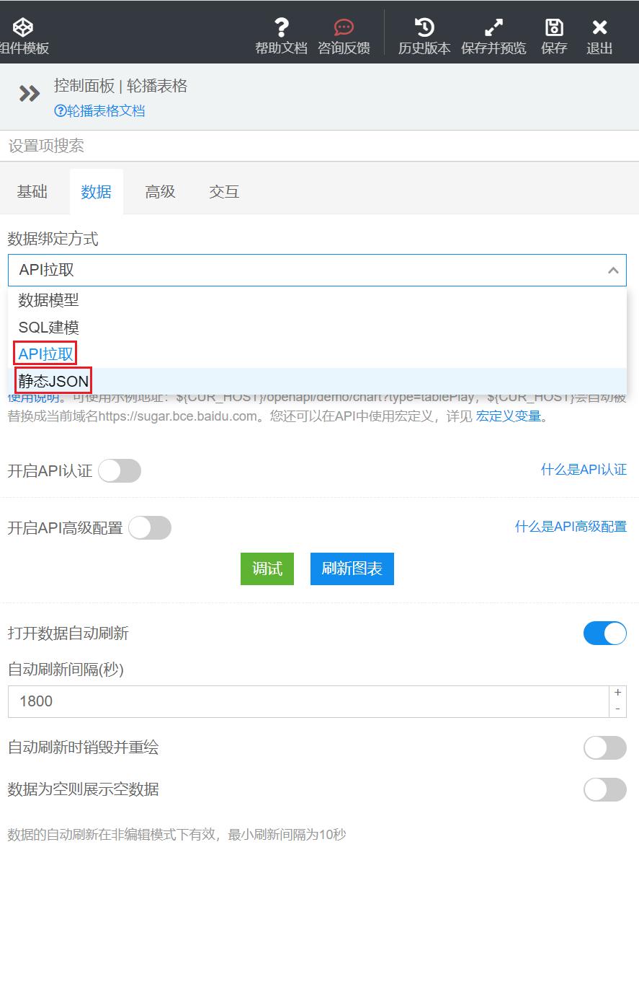 组件模板 帮助文档 咨询反馈 历史版本 保存并预览 保存 退出
控制面板 | 轮播表格
轮播表格文档
设置项搜索
基础 数据 高级 交互
数据绑定方式
API拉取
数据模型
SQL建模
API拉取
静态JSON
使用说明。可使用示例地址：${CUR_HOST}/openapi/demo/chart?type=tablePlay，${CUR_HOST}会自动被
替换成当前域名https://sugar.bce.baidu.com。您还可以在API中使用宏定义，详见 宏定义变量。
开启API认证 什么是API认证
开启API高级配置 什么是API高级配置
调试 刷新图表
打开数据自动刷新
自动刷新间隔(秒)
1800 + -
自动刷新时销毁并重绘
数据为空则展示空数据
数据的自动刷新在非编辑模式下有效，最小刷新间隔为10秒